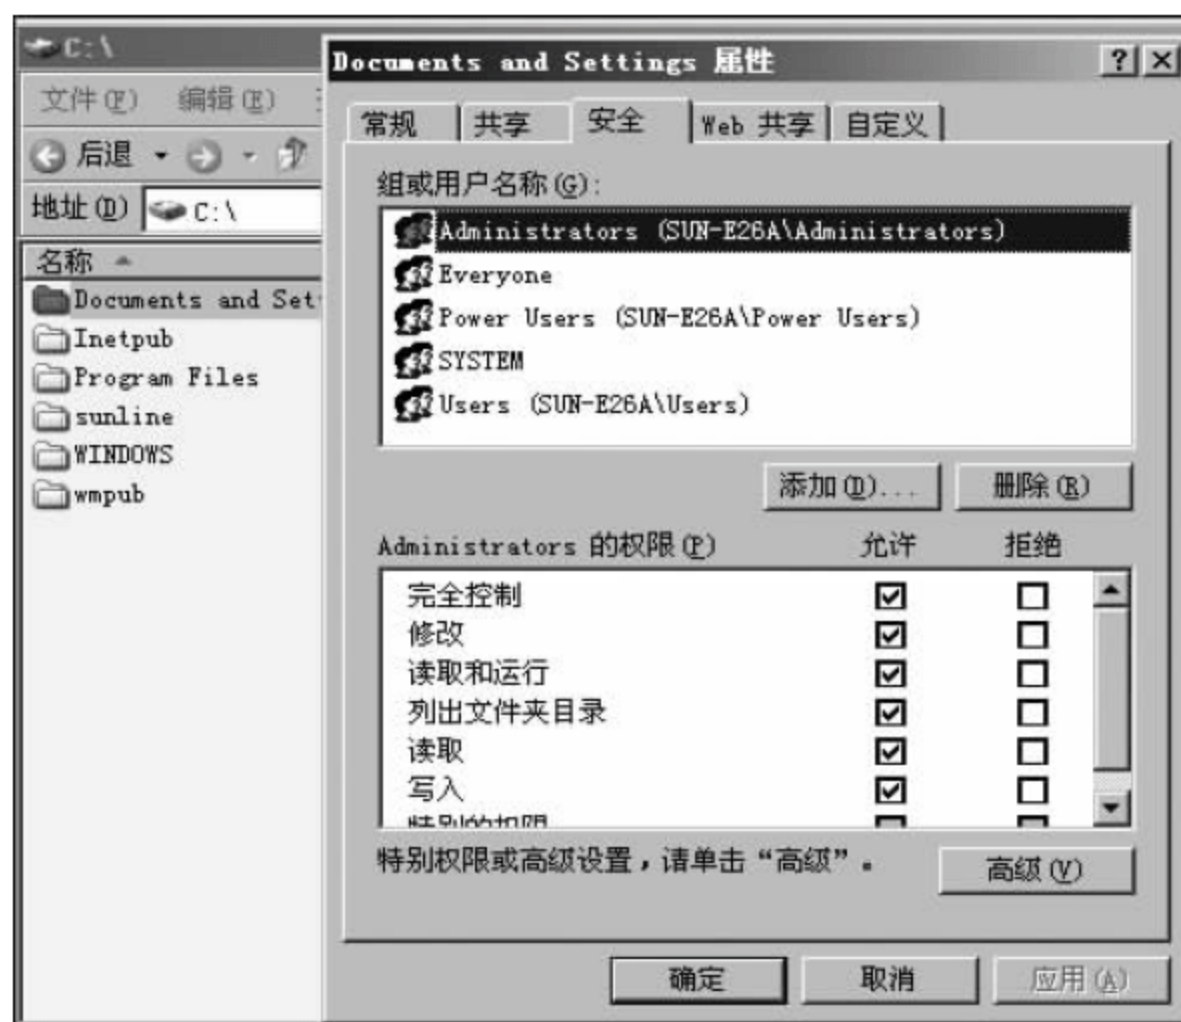 C:\
文件(F) 编辑(E)
后退
地址(D) C:\
名称
Documents and Set
Inetpub
Program Files
sunline
WINDOWS
wmpub
Documents and Settings 属性
常规 共享 安全 Web 共享 自定义
组或用户名称(G):
Administrators (SUN-E26A\Administrators)
Everyone
Power Users (SUN-E26A\Power Users)
SYSTEM
Users (SUN-E26A\Users)
添加(D)... 删除(R)
Administrators 的权限(P) 允许 拒绝
完全控制
修改
读取和运行
列出文件夹目录
读取
写入
特别的权限
特别权限或高级设置，请单击“高级”。
高级(V)
确定 取消 应用(A)